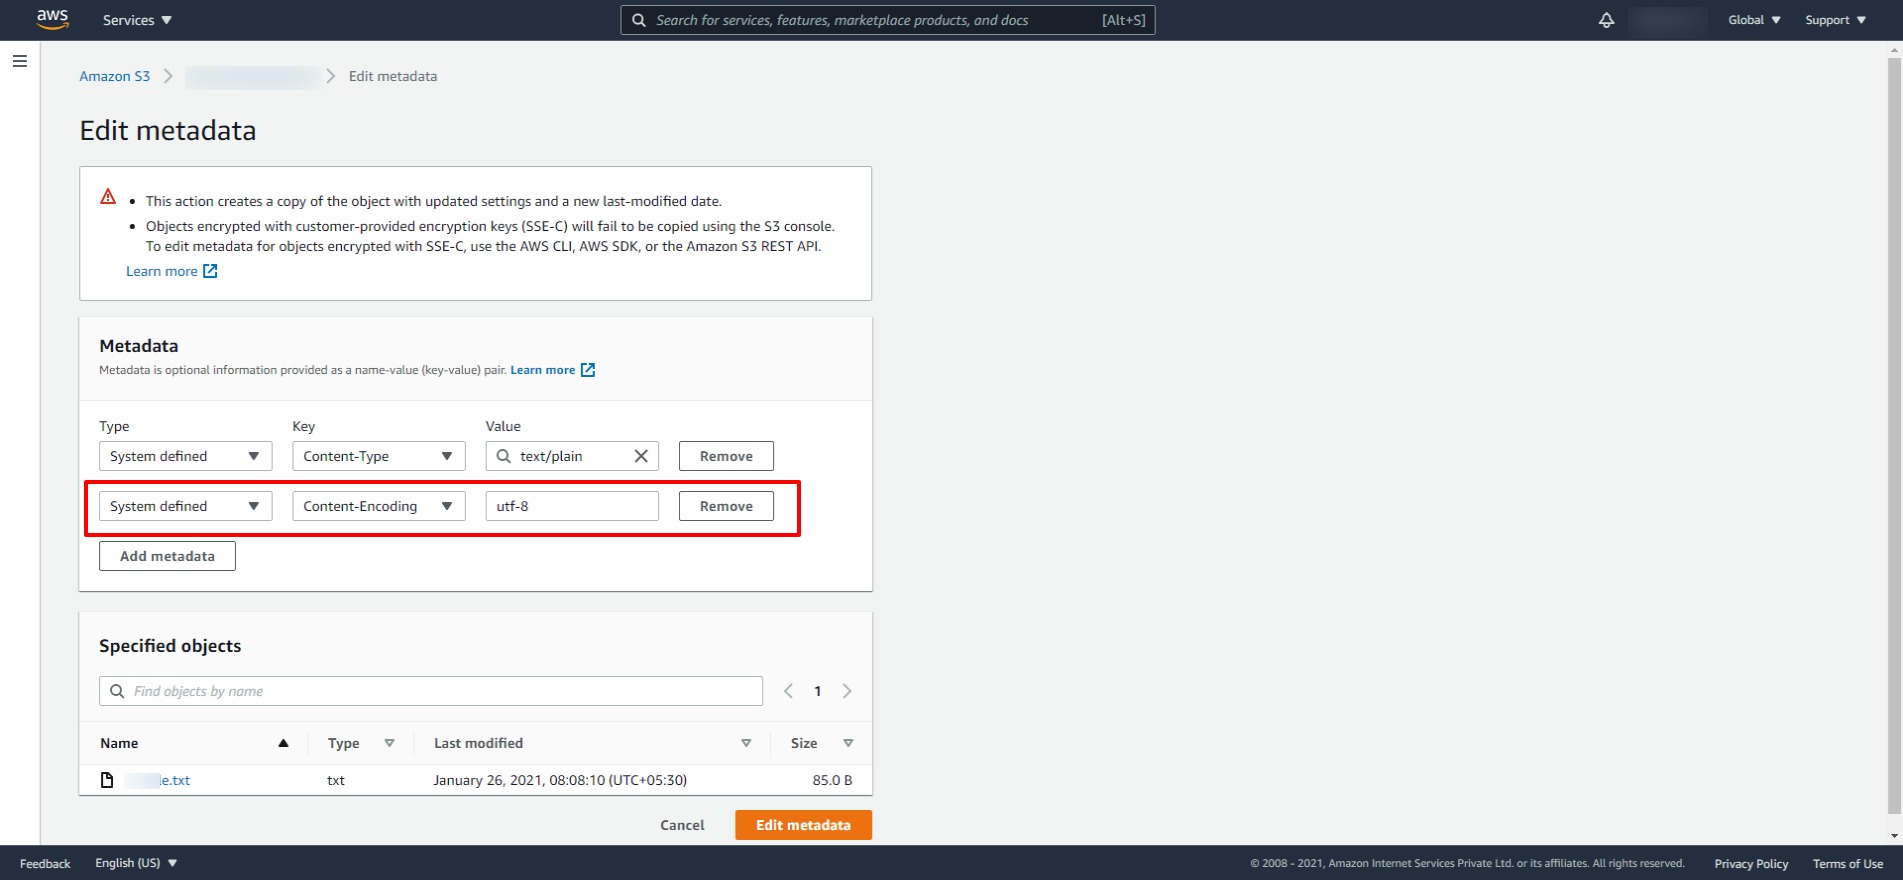 aws Services Search for services, features, marketplace products, and docs [Alt+S] Global Support
Amazon S3 Edit metadata
Edit metadata
This action creates a copy of the object with updated settings and a new last-modified date.
Objects encrypted with customer-provided encryption keys (SSE-C) will fail to be copied using the S3 console.
To edit metadata for objects encrypted with SSE-C, use the AWS CLI, AWS SDK, or the Amazon S3 REST API.
Learn more
Metadata
Metadata is optional information provided as a name-value (key-value) pair. Learn more
Type Key Value
System defined Content-Type text/plain Remove
System defined Content-Encoding utf-8 Remove
Add metadata
Specified objects
Find objects by name 1
Name Type Last modified Size
e.txt txt January 26, 2021, 08:08:10 (UTC+05:30) 85.0 B
Cancel Edit metadata
Feedback English (US) © 2008 - 2021, Amazon Internet Services Private Ltd. or its affiliates. All rights reserved. Privacy Policy Terms of Use